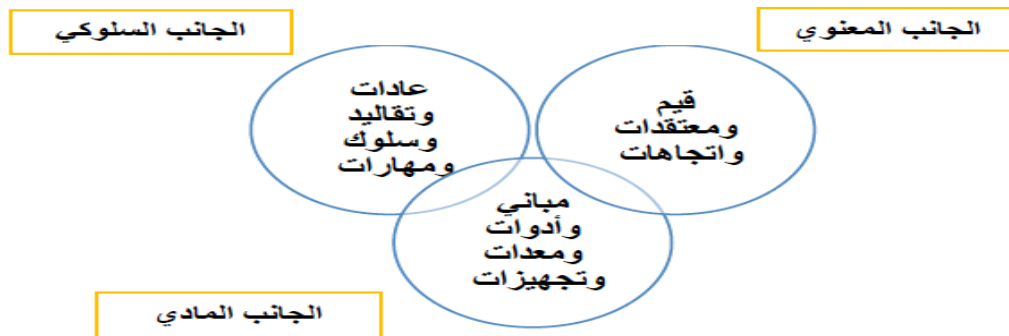 الجانب المعنوي
الجانب السلوكي
قيم
ومعتقدات
واتجاهات
عادات
وتقاليد
وسلوك
ومهارات
مباني
وأدوات
ومعدات
وتجهيزات
الجانب المادي